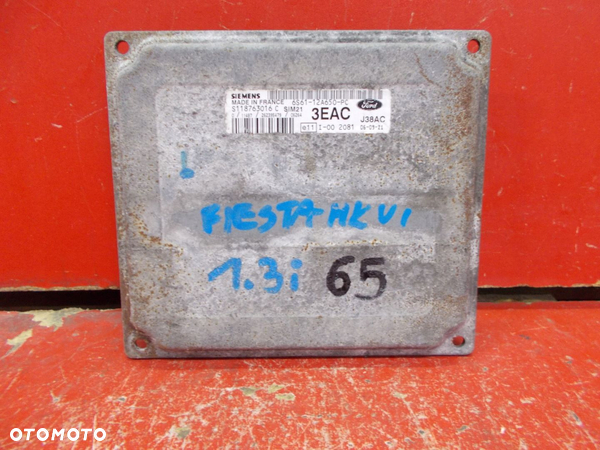 SIEMENS
MADE IN FRANCE 6S61-12A650-PC
S118763016 C SIM21
3EAC
Ford
J38AC
e11 I-00 2081
FIESTA MK VI
1.3i 65
OTOMOTO